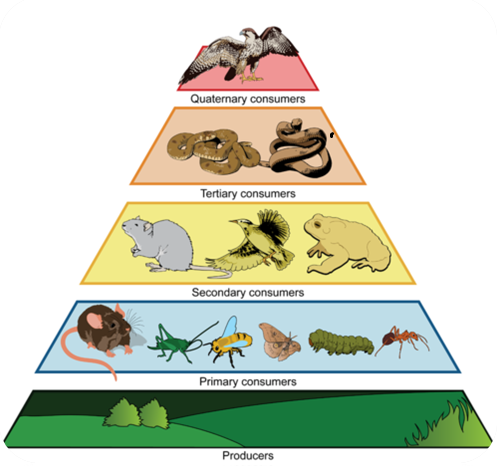 Quaternary consumers
Tertiary consumers
Secondary consumers
Primary consumers
Producers